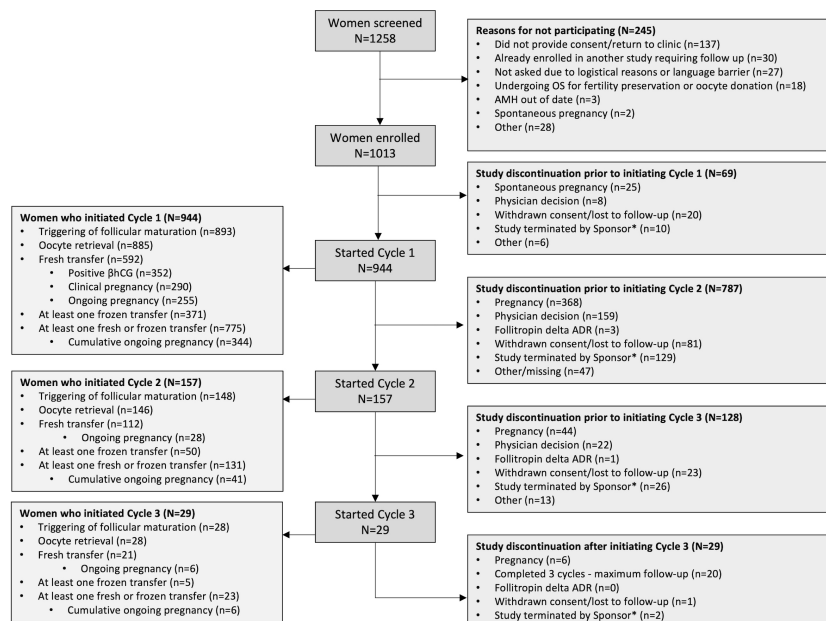 Women screened
N=1258
Reasons for not participating (N=245)
• Did not provide consent/return to clinic (n=137)
• Already enrolled in another study requiring follow up (n=30)
• Not asked due to logistical reasons or language barrier (n=27)
• Undergoing OS for fertility preservation or oocyte donation (n=18)
• AMH out of date (n=3)
• Spontaneous pregnancy (n=2)
• Other (n=28)
Women enrolled
N=1013
Study discontinuation prior to initiating Cycle 1 (N=69)
• Spontaneous pregnancy (n=25)
• Physician decision (n=8)
• Withdrawn consent/lost to follow-up (n=20)
• Study terminated by Sponsor* (n=10)
• Other (n=6)
Women who initiated Cycle 1 (N=944)
• Triggering of follicular maturation (n=893)
• Oocyte retrieval (n=885)
• Fresh transfer (n=592)
• Positive βhCG (n=352)
• Clinical pregnancy (n=290)
• Ongoing pregnancy (n=255)
• At least one frozen transfer (n=371)
• At least one fresh or frozen transfer (n=775)
• Cumulative ongoing pregnancy (n=344)
Started Cycle 1
N=944
Study discontinuation prior to initiating Cycle 2 (N=787)
• Pregnancy (n=368)
• Physician decision (n=159)
• Follitropin delta ADR (n=3)
• Withdrawn consent/lost to follow-up (n=81)
• Study terminated by Sponsor* (n=129)
• Other/missing (n=47)
Women who initiated Cycle 2 (N=157)
• Triggering of follicular maturation (n=148)
• Oocyte retrieval (n=146)
• Fresh transfer (n=112)
• Ongoing pregnancy (n=28)
• At least one frozen transfer (n=50)
• At least one fresh or frozen transfer (n=131)
• Cumulative ongoing pregnancy (n=41)
Started Cycle 2
N=157
Study discontinuation prior to initiating Cycle 3 (N=128)
• Pregnancy (n=44)
• Physician decision (n=22)
• Follitropin delta ADR (n=1)
• Withdrawn consent/lost to follow-up (n=23)
• Study terminated by Sponsor* (n=26)
• Other (n=13)
Women who initiated Cycle 3 (N=29)
• Triggering of follicular maturation (n=28)
• Oocyte retrieval (n=28)
• Fresh transfer (n=21)
• Ongoing pregnancy (n=6)
• At least one frozen transfer (n=5)
• At least one fresh or frozen transfer (n=23)
• Cumulative ongoing pregnancy (n=6)
Started Cycle 3
N=29
Study discontinuation after initiating Cycle 3 (N=29)
• Pregnancy (n=6)
• Completed 3 cycles - maximum follow-up (n=20)
• Follitropin delta ADR (n=0)
• Withdrawn consent/lost to follow-up (n=1)
• Study terminated by Sponsor* (n=2)